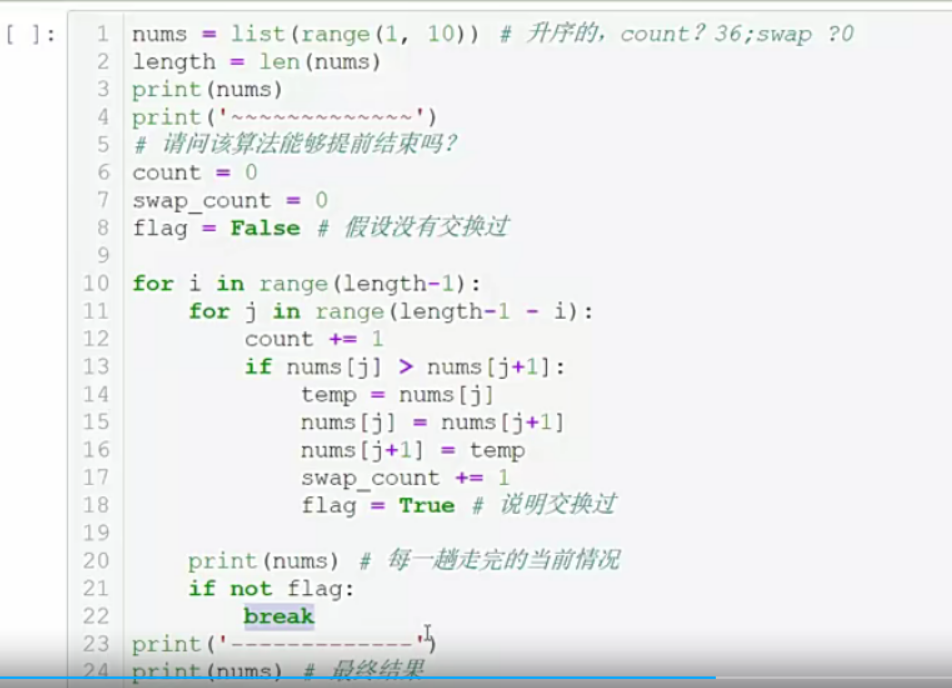 [ ]:
1 nums = list(range(1, 10)) # 升序的，count？36;swap ?0
2 length = len(nums)
3 print(nums)
4 print('~~~~~~~~~~~~~')
5 # 请问该算法能够提前结束吗？
6 count = 0
7 swap_count = 0
8 flag = False # 假设没有交换过
9
10 for i in range(length-1):
11     for j in range(length-1 - i):
12         count += 1
13         if nums[j] > nums[j+1]:
14             temp = nums[j]
15             nums[j] = nums[j+1]
16             nums[j+1] = temp
17             swap_count += 1
18             flag = True # 说明交换过
19
20     print(nums) # 每一趟走完的当前情况
21     if not flag:
22         break
23 print('-------------')
24 print(nums) # 最终结果